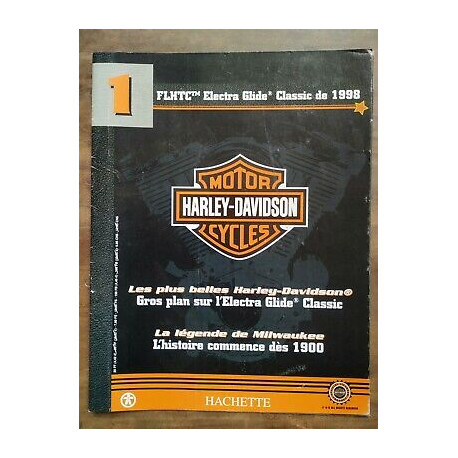 1
FLHTC™ Electra Glide® Classic de 1998
MOTOR
HARLEY-DAVIDSON
CYCLES
Les plus belles Harley-Davidson®
Gros plan sur l'Electra Glide® Classic
La légende de Milwaukee
L'histoire commence dès 1900
HACHETTE